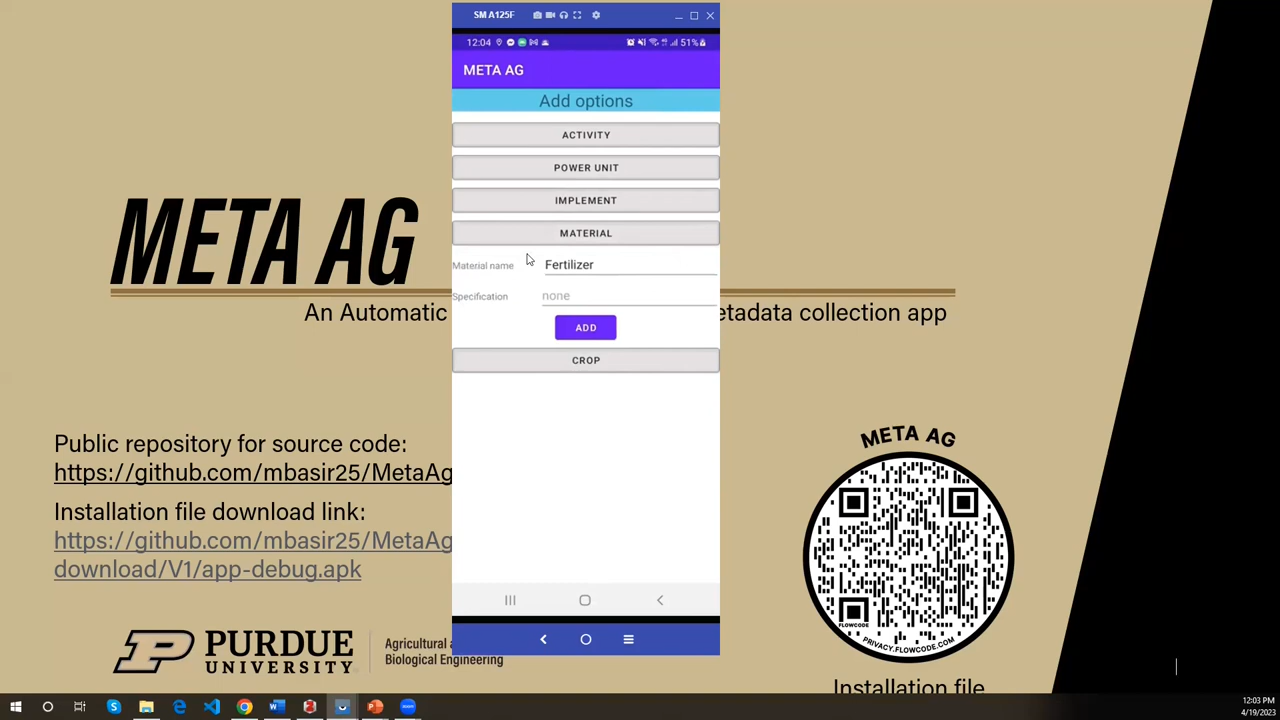 SM A125F
12:04
51%
META AG
Add options
ACTIVITY
POWER UNIT
IMPLEMENT
MATERIAL
Material name
Fertilizer
Specification
none
ADD
CROP
META AG
An Automatic
etadata collection app
Public repository for source code:
https://github.com/mbasir25/MetaAg
Installation file download link:
https://github.com/mbasir25/MetaAg
download/V1/app-debug.apk
PURDUE
UNIVERSITY
Agricultural a
Biological Engineering
META AG
FLOWCODE
PRIVACY.FLOWCODE.COM
Installation file
12:03 PM
4/19/2023